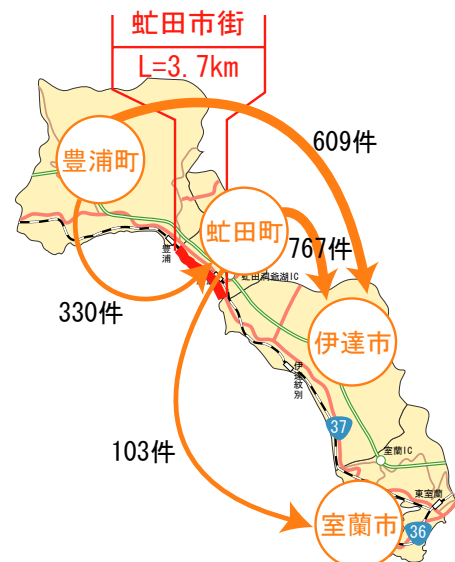 虻田市街
L=3.7km
609件
豊浦町
虻田町
767件
豊浦
虻田洞爺湖IC
330件
伊達市
伊達紋別
37
103件
室蘭IC
東室蘭
室蘭市
36